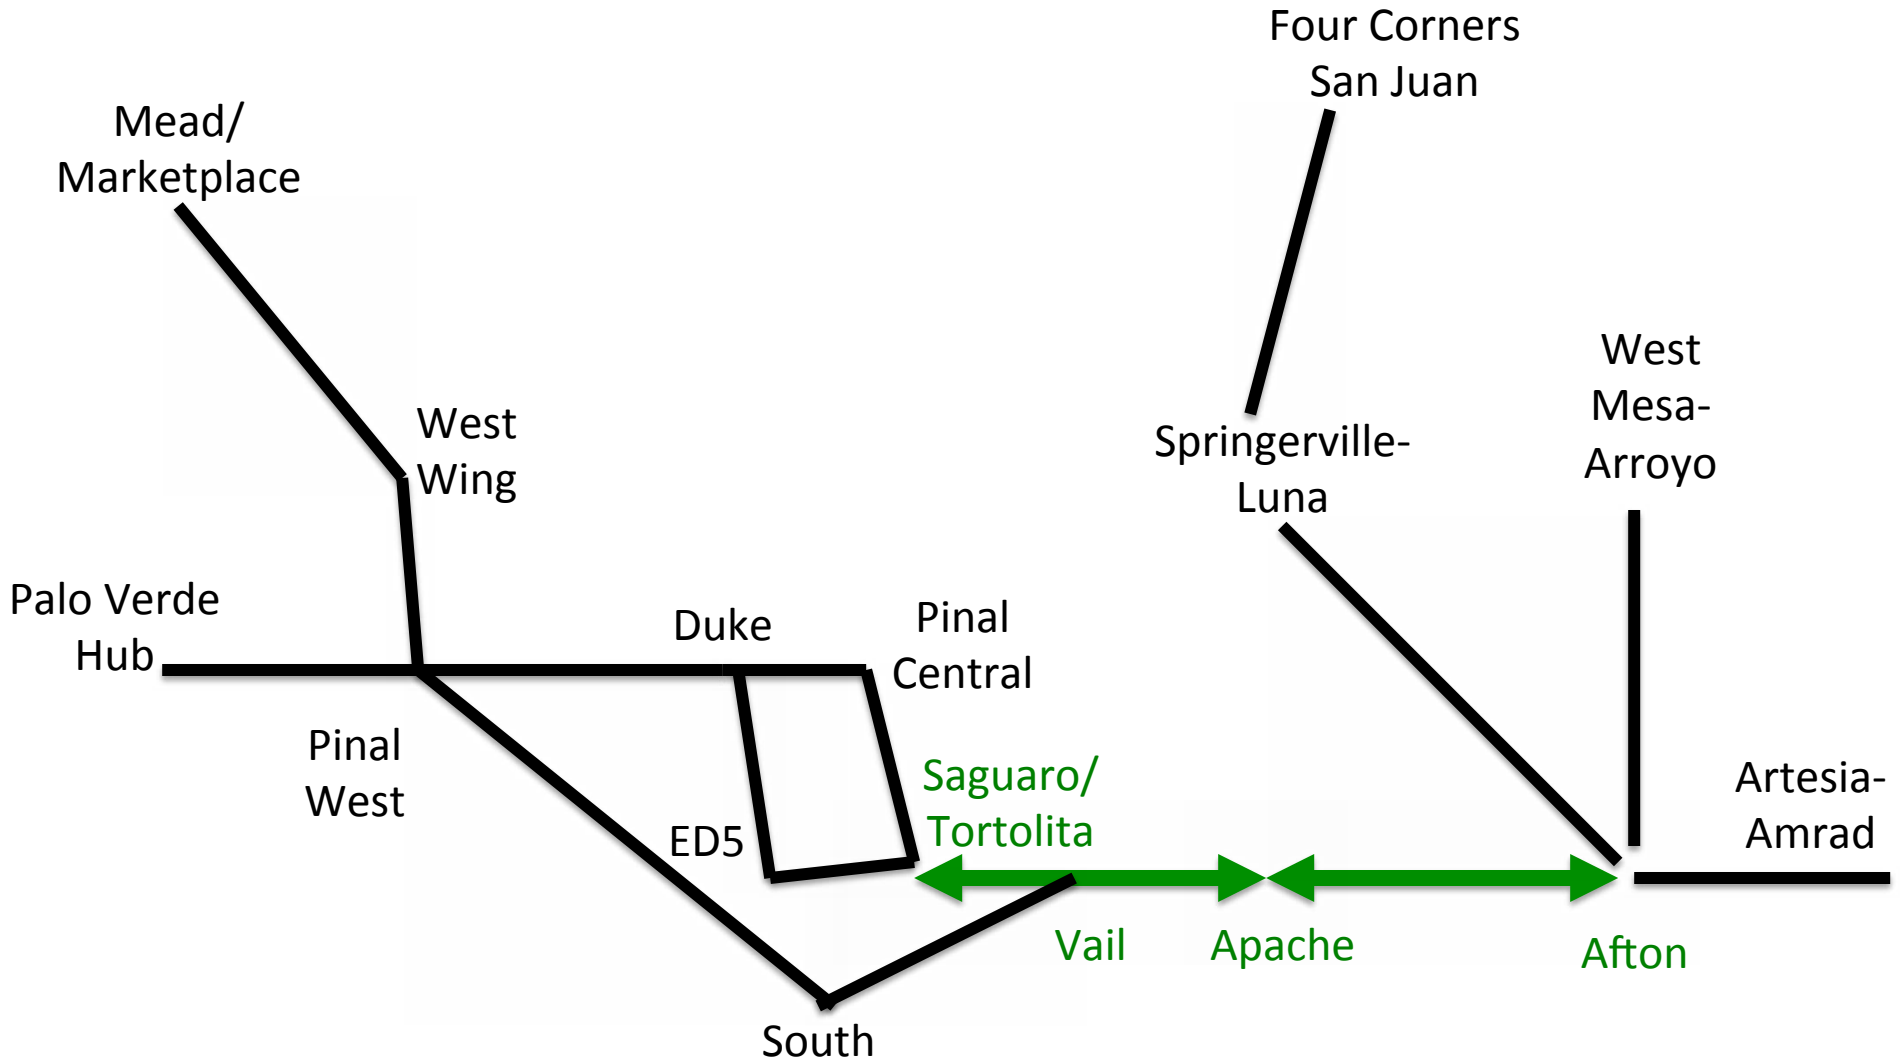 Four Corners
San Juan
Mead/
Marketplace
West
Mesa-
Arroyo
West
Wing
Springerville-
Luna
Palo Verde
Hub
Duke
Pinal
Central
Pinal
West
Saguaro/
Tortolita
Artesia-
Amrad
ED5
Vail
Apache
Afton
South